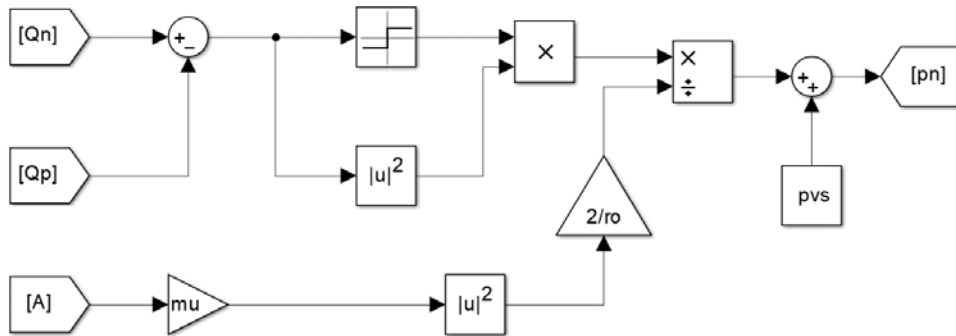 [Qn]
+
−
×
×
÷
+
+
[pn]
[Qp]
|u|²
2/ro
pvs
[A]
mu
|u|²